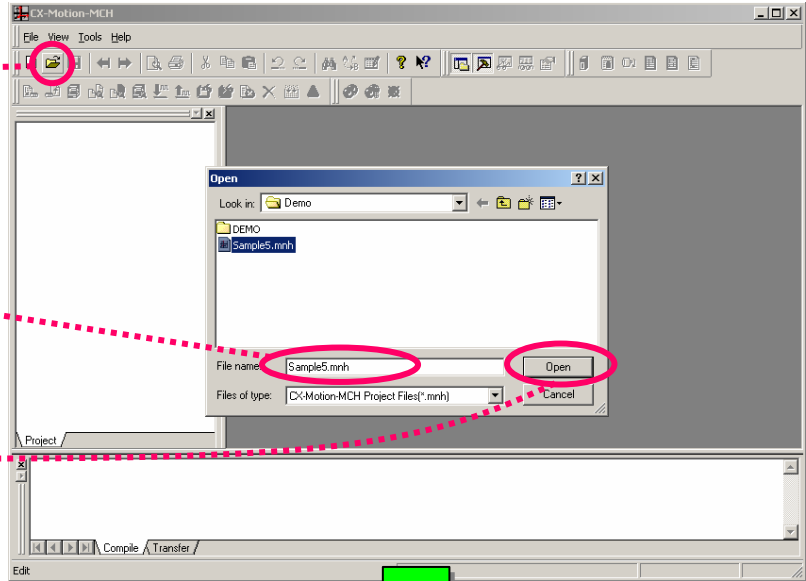 CX-Motion-MCH
File View Tools Help
Open
Look in: Demo
DEMO
Sample5.mnh
File name: Sample5.mnh
Open
Files of type: CX-Motion-MCH Project Files(*.mnh)
Cancel
Project
Compile Transfer
Edit